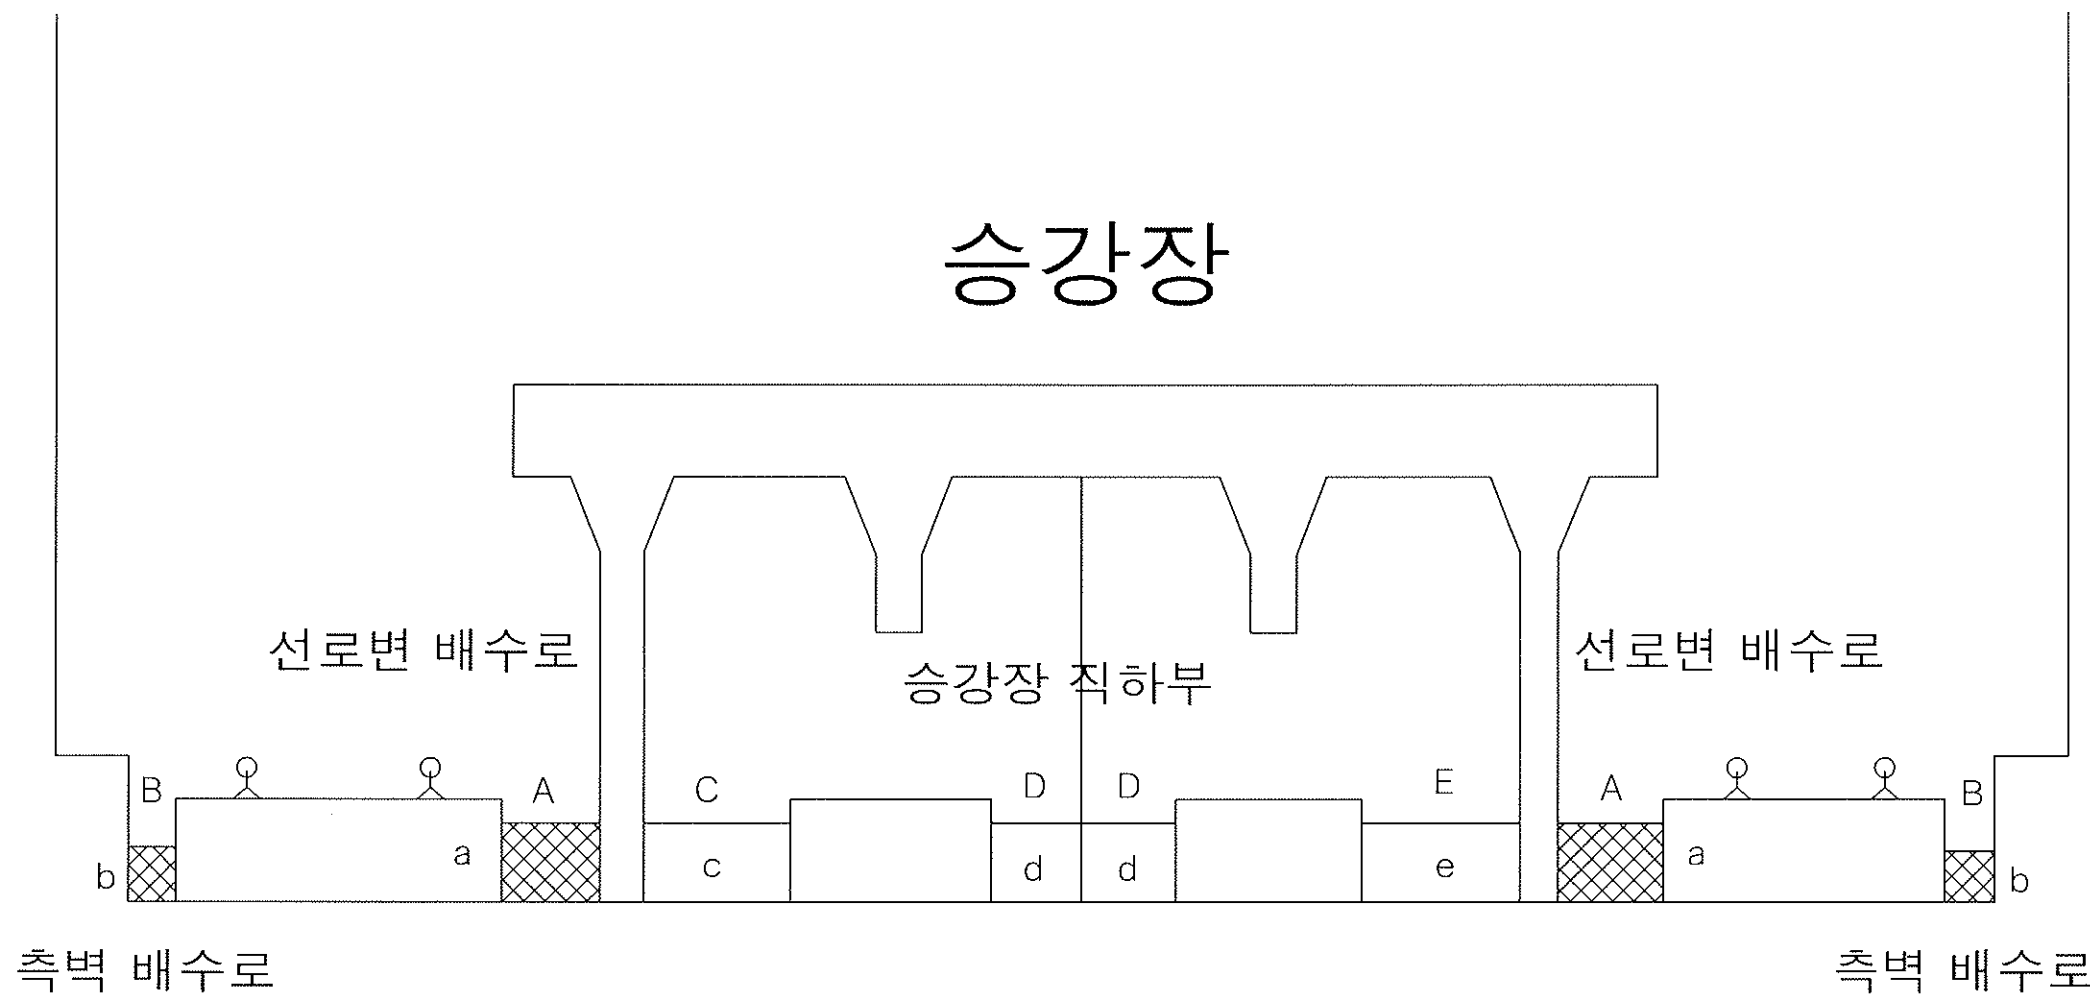 승강장
선로변 배수로
선로변 배수로
승강장 직하부
B A C D D E A B
b a c d d e a b
측벽 배수로
측벽 배수로